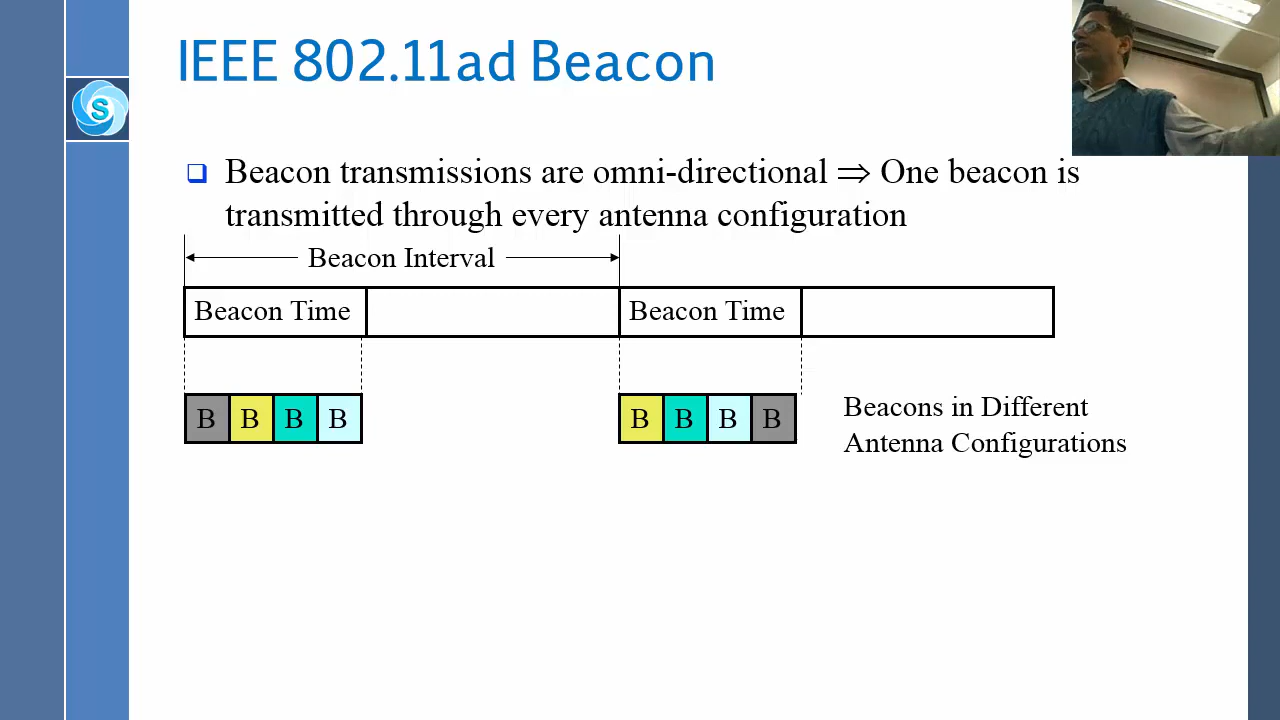 IEEE 802.11ad Beacon
S
Beacon transmissions are omni-directional ⇒ One beacon is
transmitted through every antenna configuration
Beacon Interval
Beacon Time
Beacon Time
B B B B
B B B B
Beacons in Different
Antenna Configurations